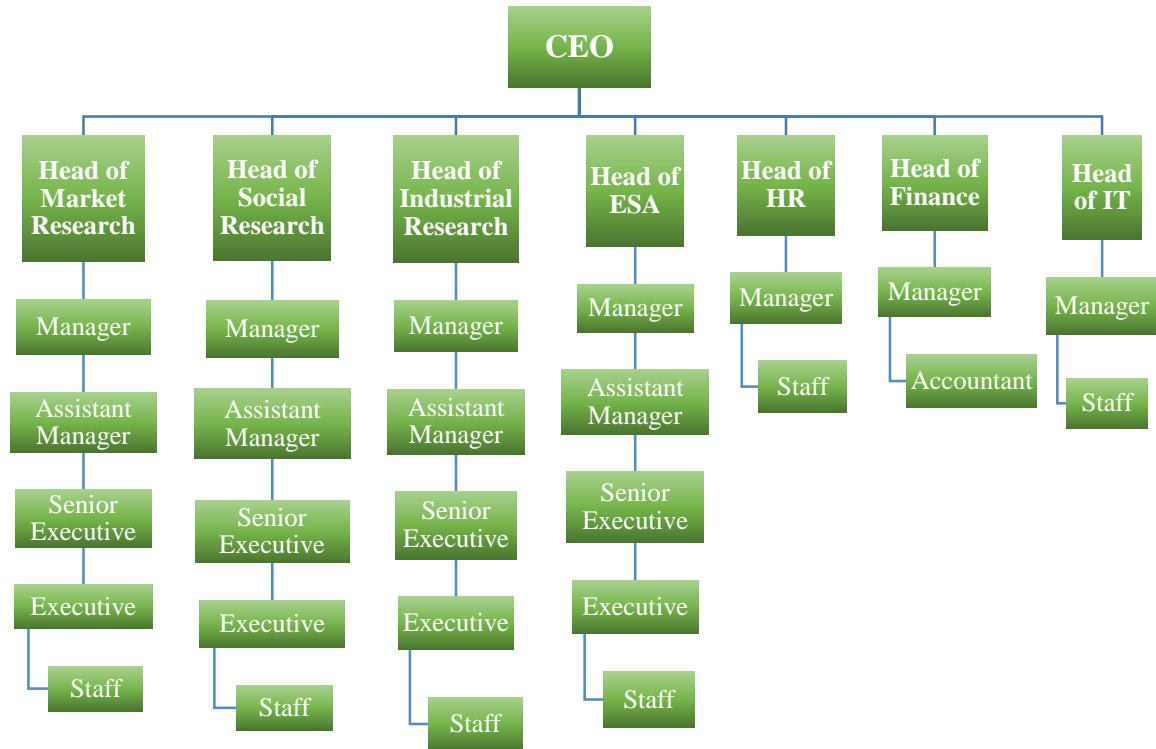 CEO
Head of
Market
Research
Manager
Assistant
Manager
Senior
Executive
Executive
Staff
Head of
Social
Research
Manager
Assistant
Manager
Senior
Executive
Executive
Staff
Head of
Industrial
Research
Manager
Assistant
Manager
Senior
Executive
Executive
Staff
Head of
ESA
Manager
Assistant
Manager
Senior
Executive
Executive
Staff
Head of
HR
Manager
Staff
Head of
Finance
Manager
Accountant
Head
of IT
Manager
Staff